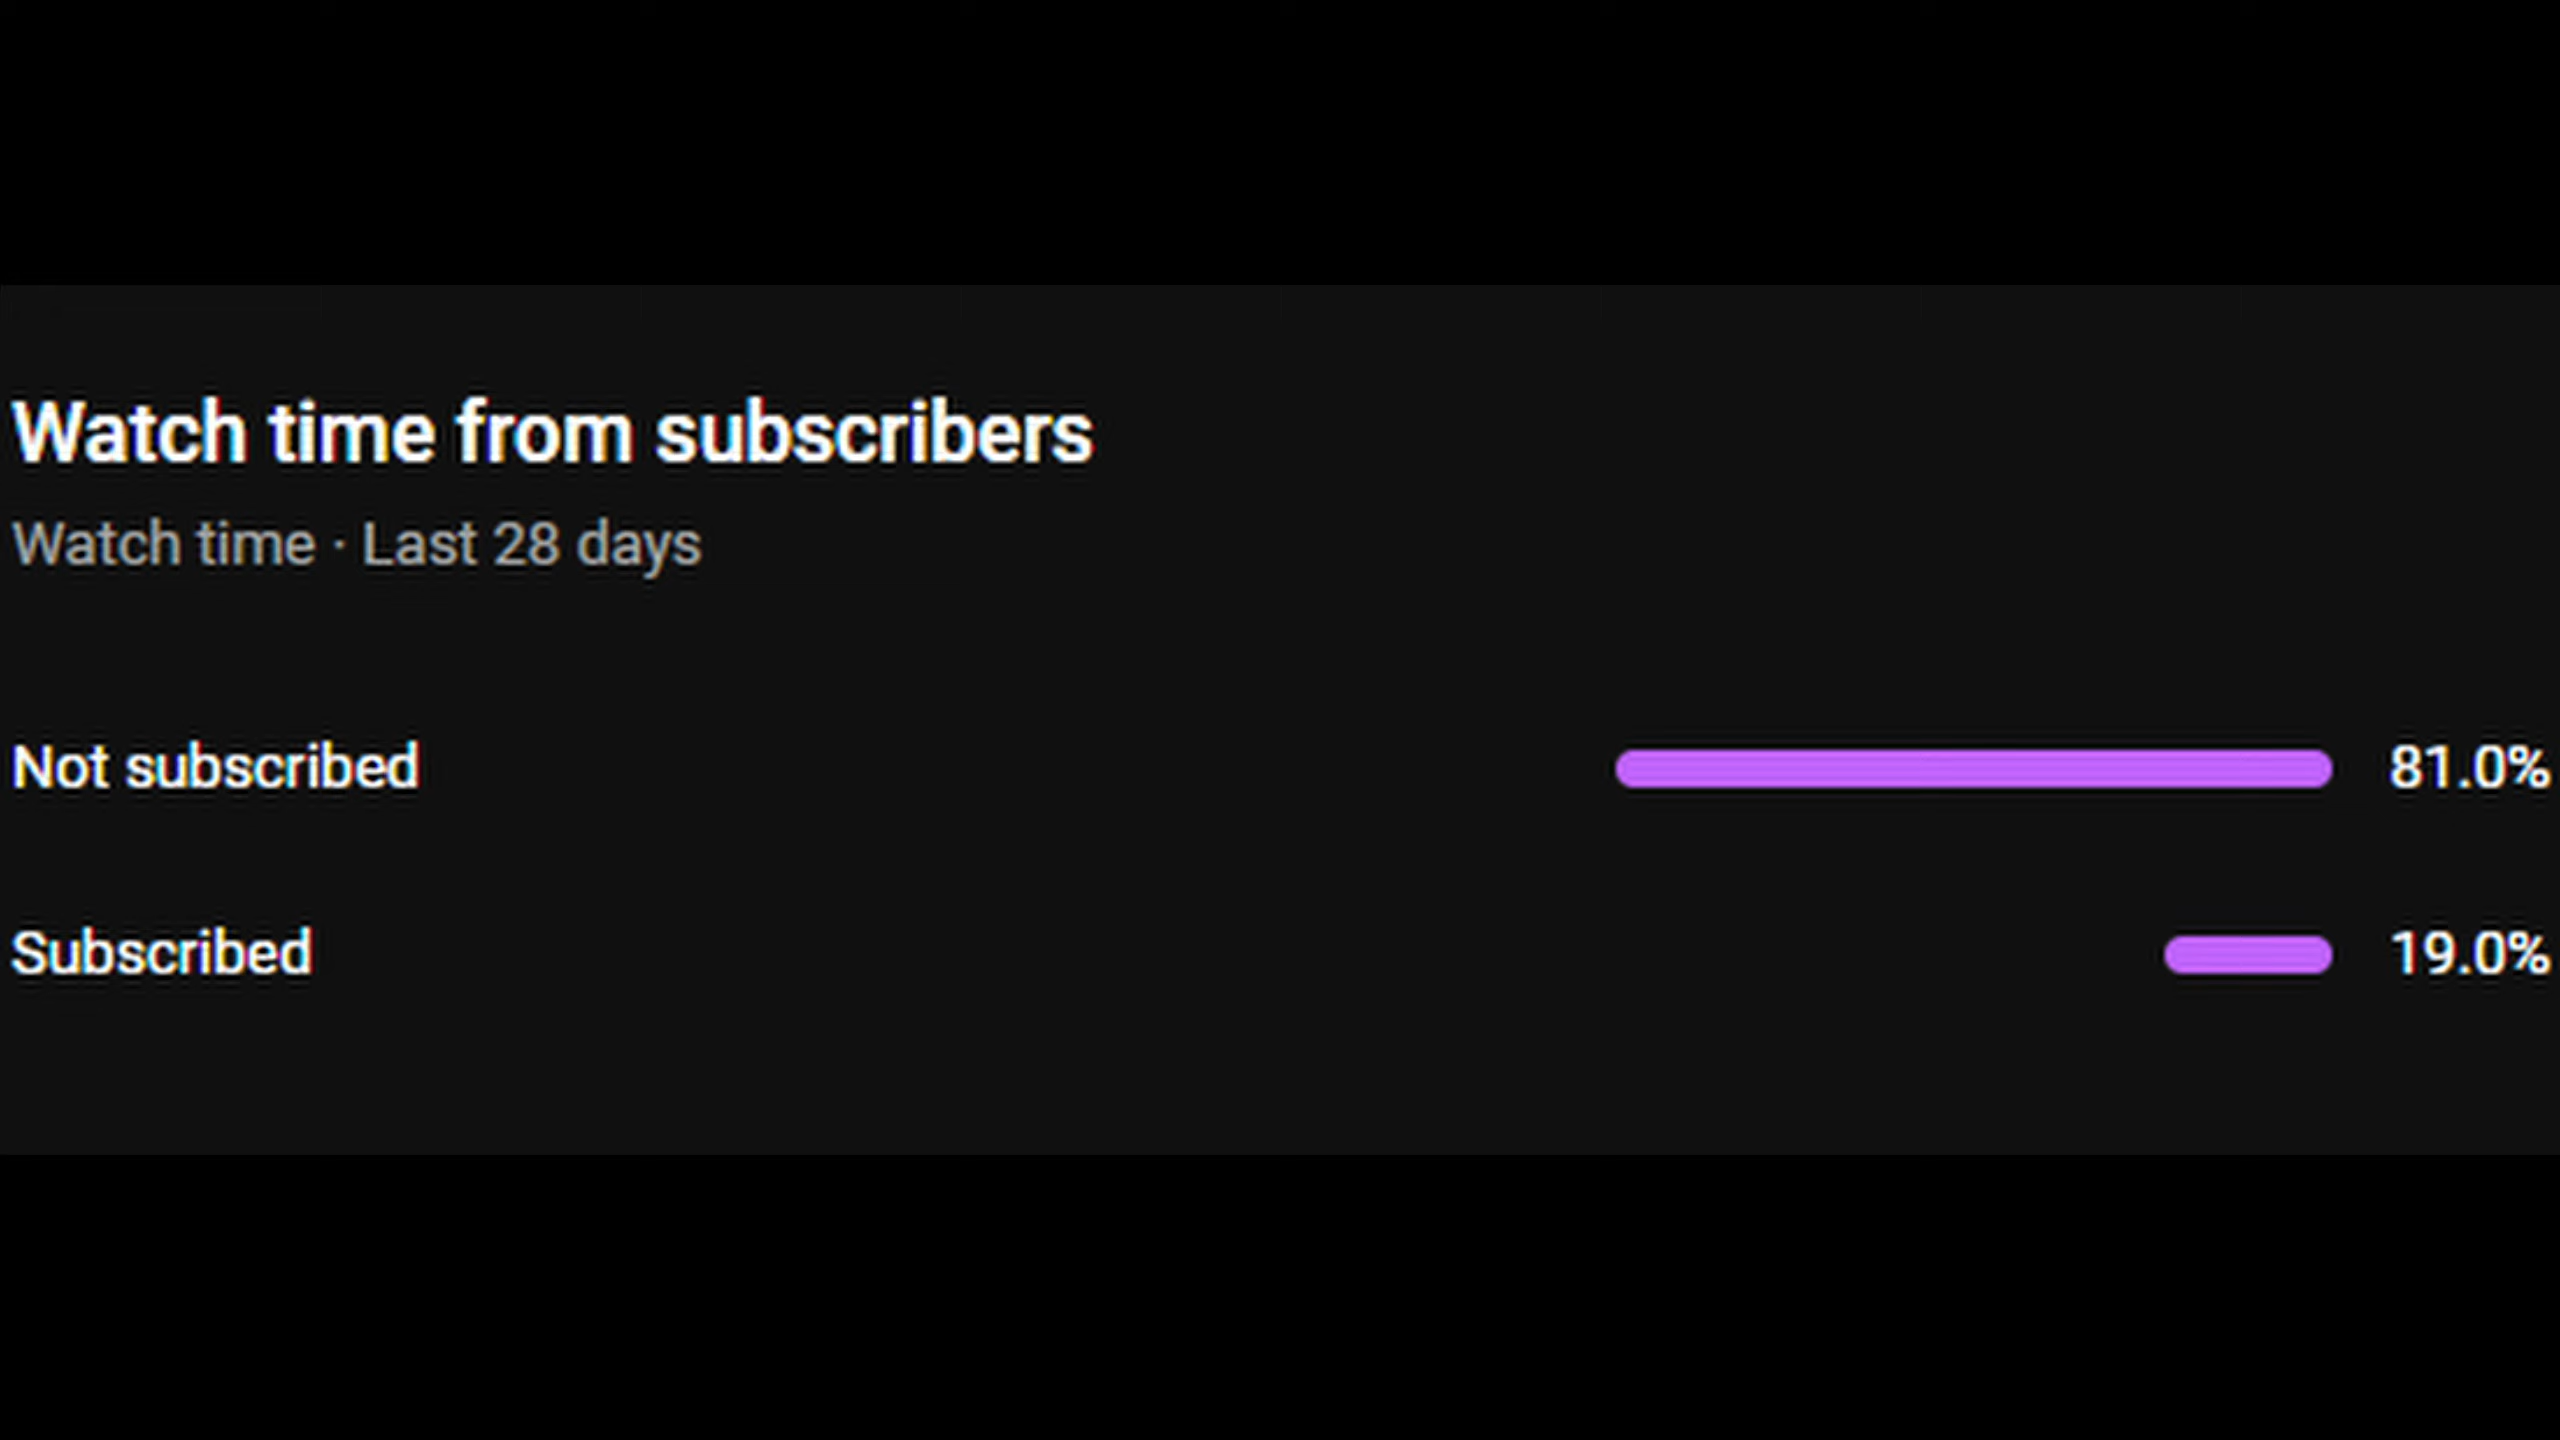 Watch time from subscribers
Watch time · Last 28 days
Not subscribed 81.0%
Subscribed 19.0%